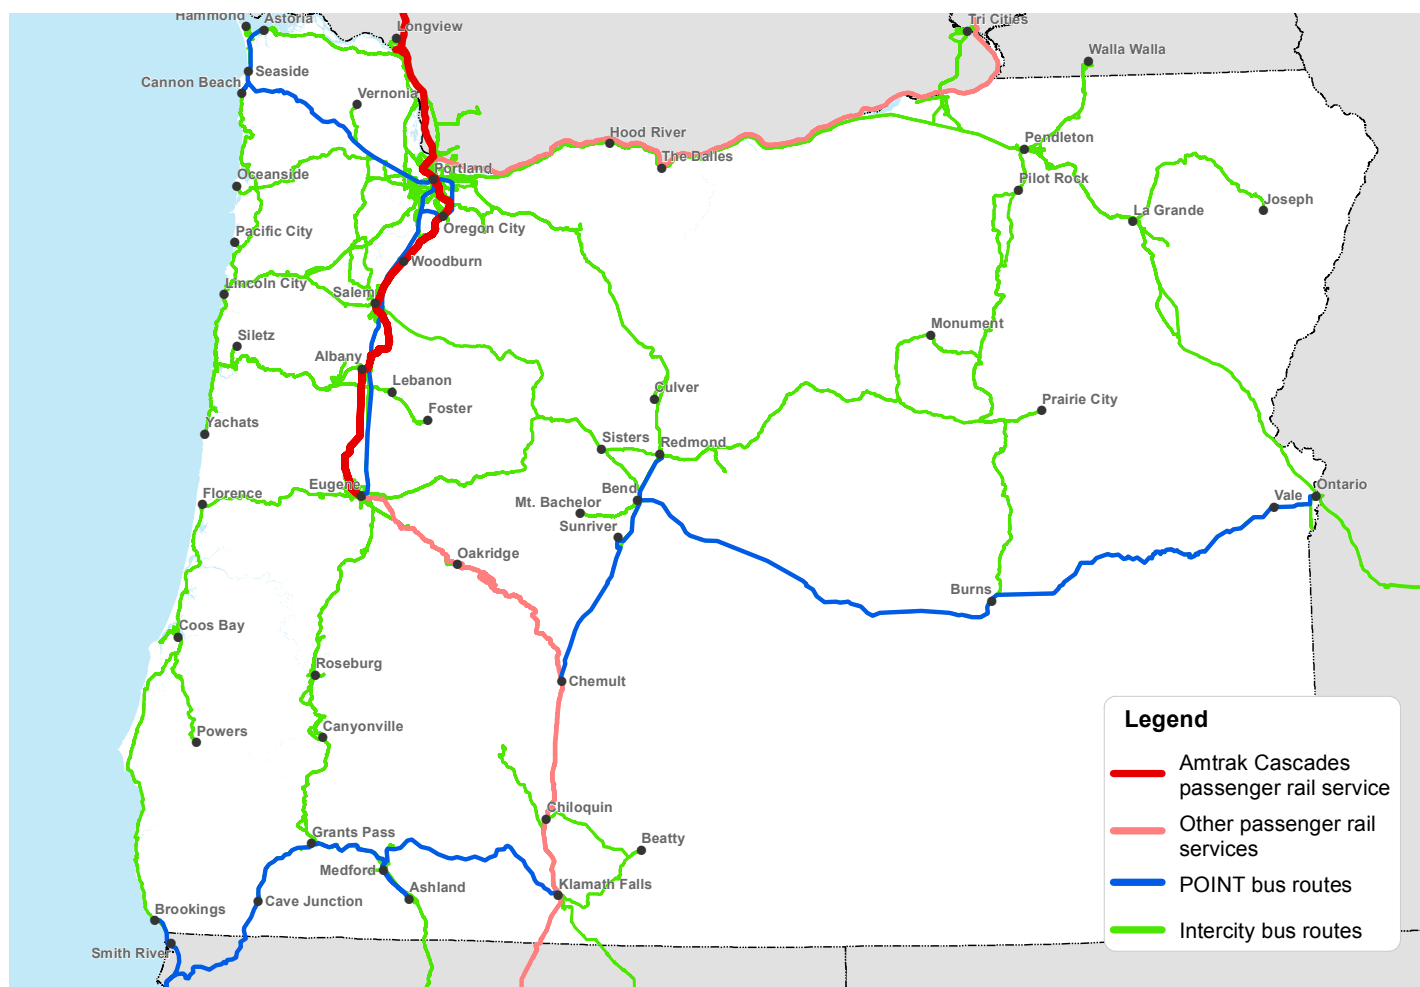 Hammond
Astoria
Longview
Tri Cities
Walla Walla
Seaside
Cannon Beach
Vernonia
Hood River
The Dalles
Pendleton
Portland
Oceanside
Pilot Rock
Joseph
La Grande
Pacific City
Oregon City
Woodburn
Lincoln City
Salem
Siletz
Monument
Albany
Lebanon
Culver
Foster
Prairie City
Yachats
Sisters
Redmond
Eugene
Florence
Bend
Mt. Bachelor
Sunriver
Vale
Ontario
Oakridge
Burns
Coos Bay
Roseburg
Chemult
Powers
Canyonville
Chiloquin
Grants Pass
Beatty
Medford
Ashland
Klamath Falls
Cave Junction
Brookings
Smith River
Legend
Amtrak Cascades
passenger rail service
Other passenger rail
services
POINT bus routes
Intercity bus routes